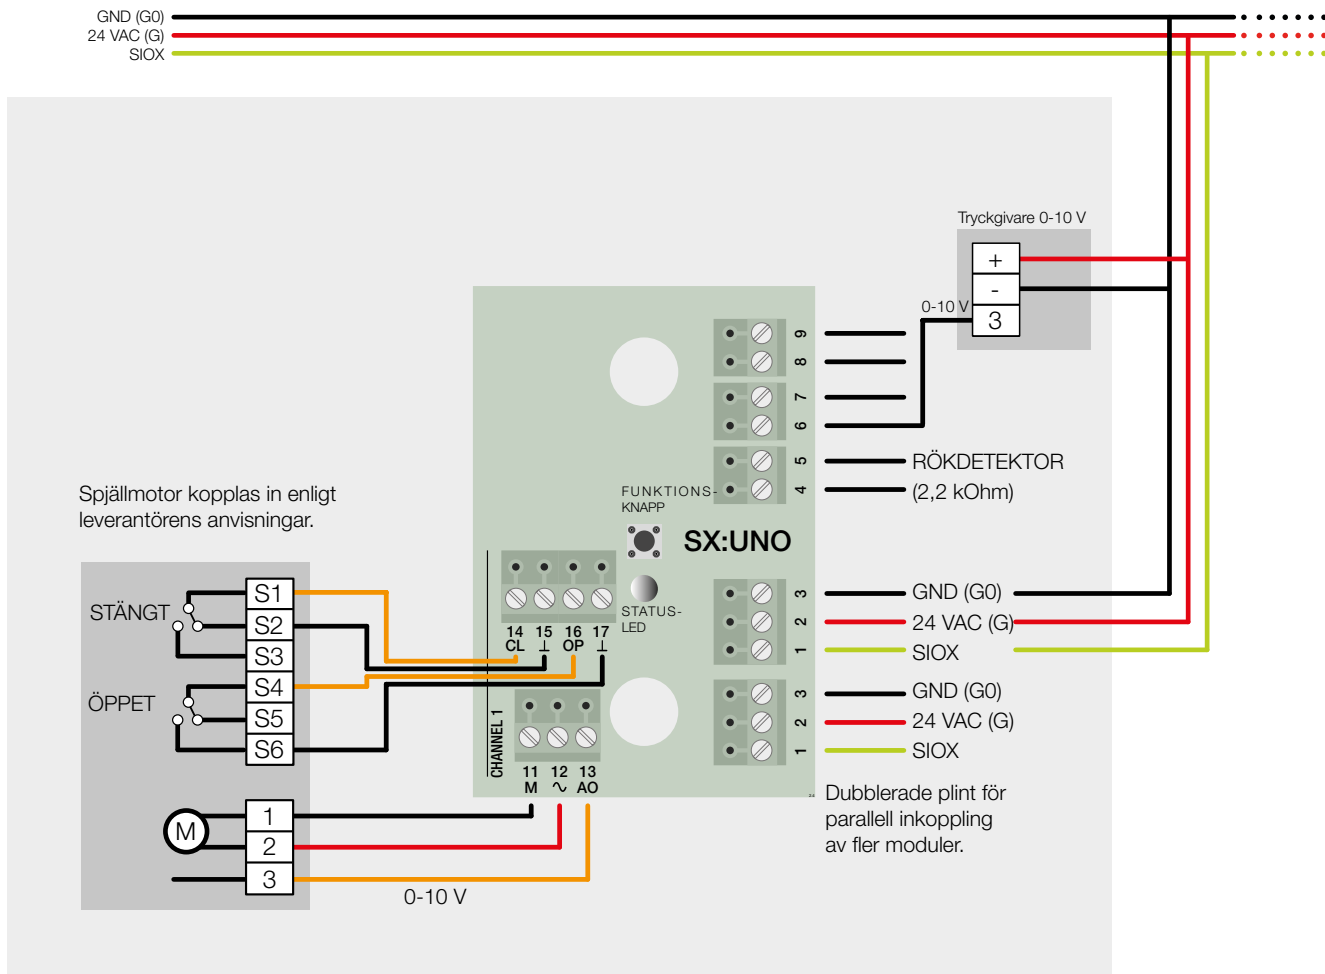 GND (G0)
24 VAC (G)
SIOX
Tryckgivare 0-10 V
+
-
3
0-10 V
9
8
7
6
5
4
RÖKDETEKTOR
(2,2 kOhm)
FUNKTIONS-
KNAPP
SX:UNO
STATUS-
LED
Spjällmotor kopplas in enligt
leverantörens anvisningar.
STÄNGT
ÖPPET
S1
S2
S3
S4
S5
S6
14 15 16 17
CL ⊥ OP ⊥
CHANNEL 1
11 12 13
M ∿ AO
3 GND (G0)
2 24 VAC (G)
1 SIOX
3 GND (G0)
2 24 VAC (G)
1 SIOX
Dubblerade plint för
parallell inkoppling
av fler moduler.
M
1
2
3
0-10 V